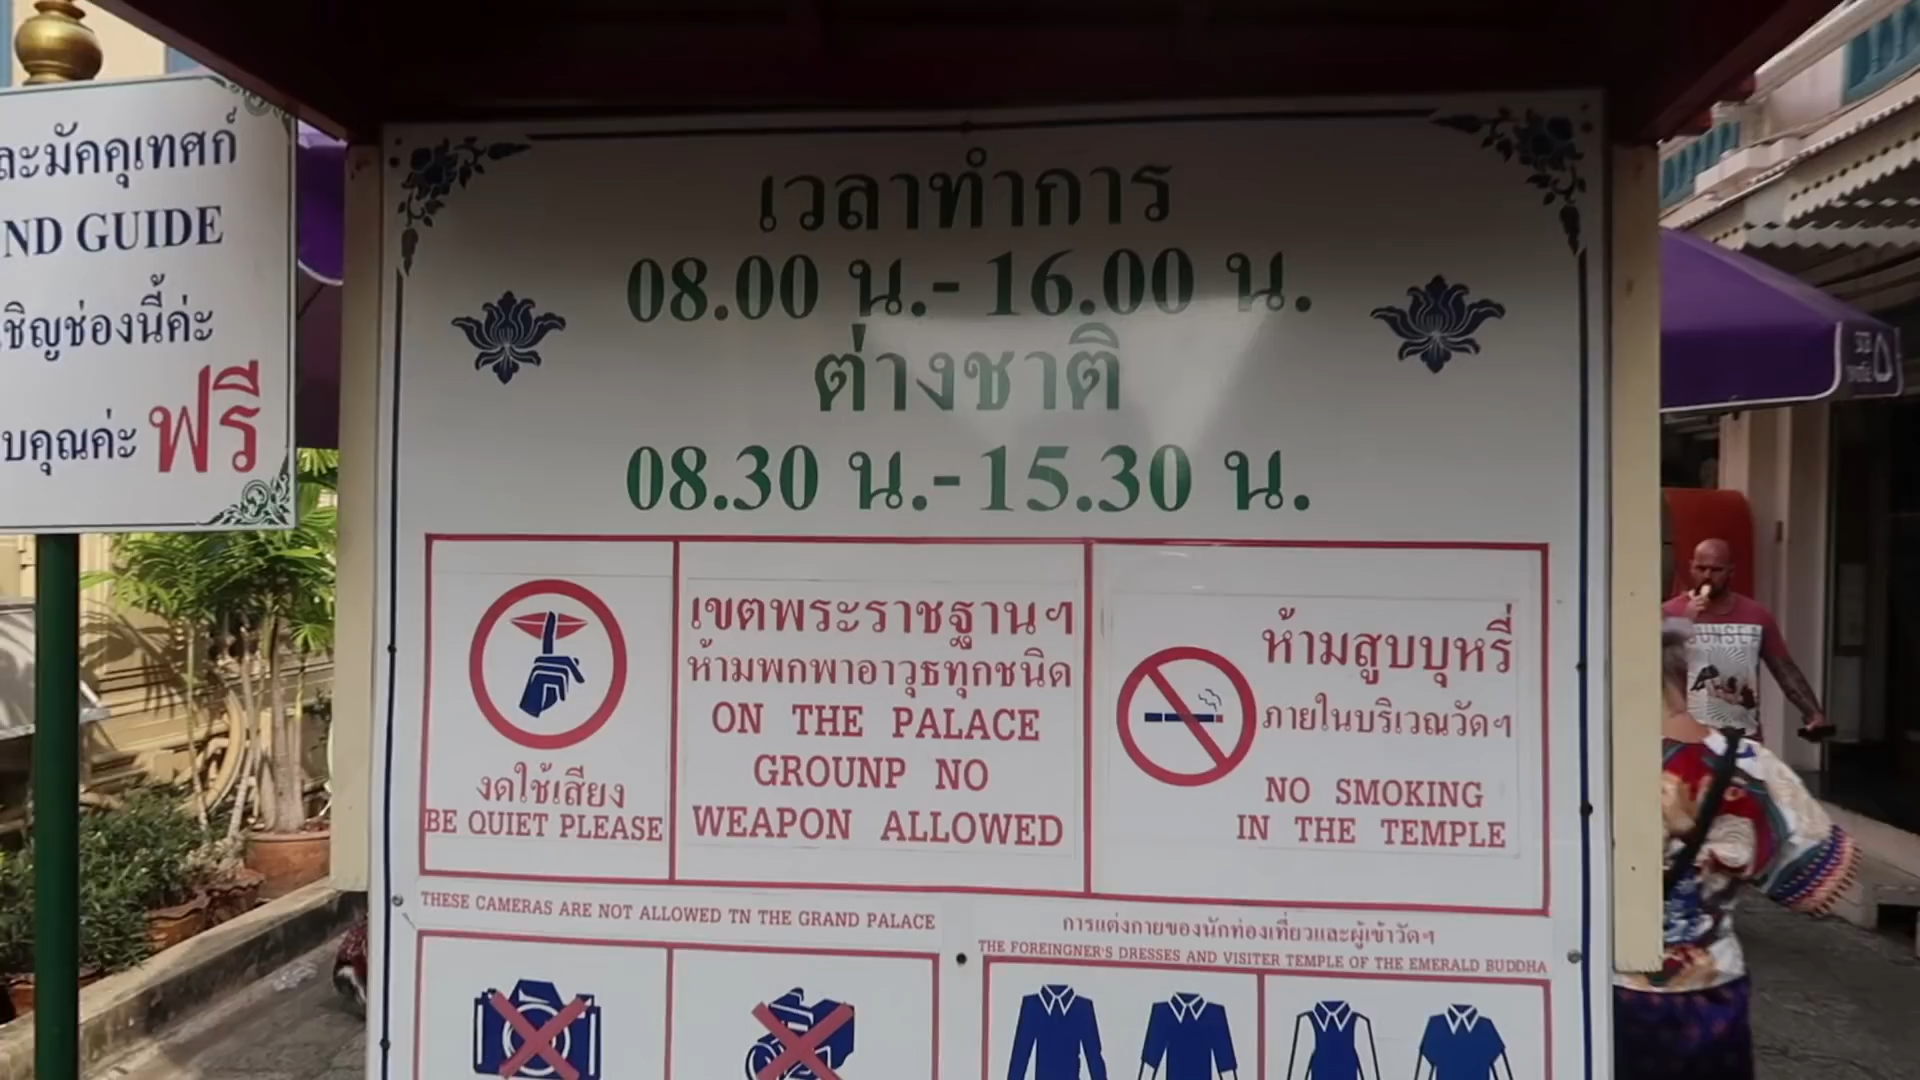 ละมัคคุเทศก์
ND GUIDE
เชิญช่องนี้ค่ะ
บคุณค่ะ ฟรี
เวลาทำการ
08.00 น.- 16.00 น.
ต่างชาติ
08.30 น.- 15.30 น.
งดใช้เสียง
BE QUIET PLEASE
เขตพระราชฐานฯ
ห้ามพกพาอาวุธทุกชนิด
ON THE PALACE
GROUNP NO
WEAPON ALLOWED
ห้ามสูบบุหรี่
ภายในบริเวณวัดฯ
NO SMOKING
IN THE TEMPLE
THESE CAMERAS ARE NOT ALLOWED TN THE GRAND PALACE
การแต่งกายของนักท่องเที่ยวและผู้เข้าวัดฯ
THE FOREINGNER'S DRESSES AND VISITER TEMPLE OF THE EMERALD BUDDHA